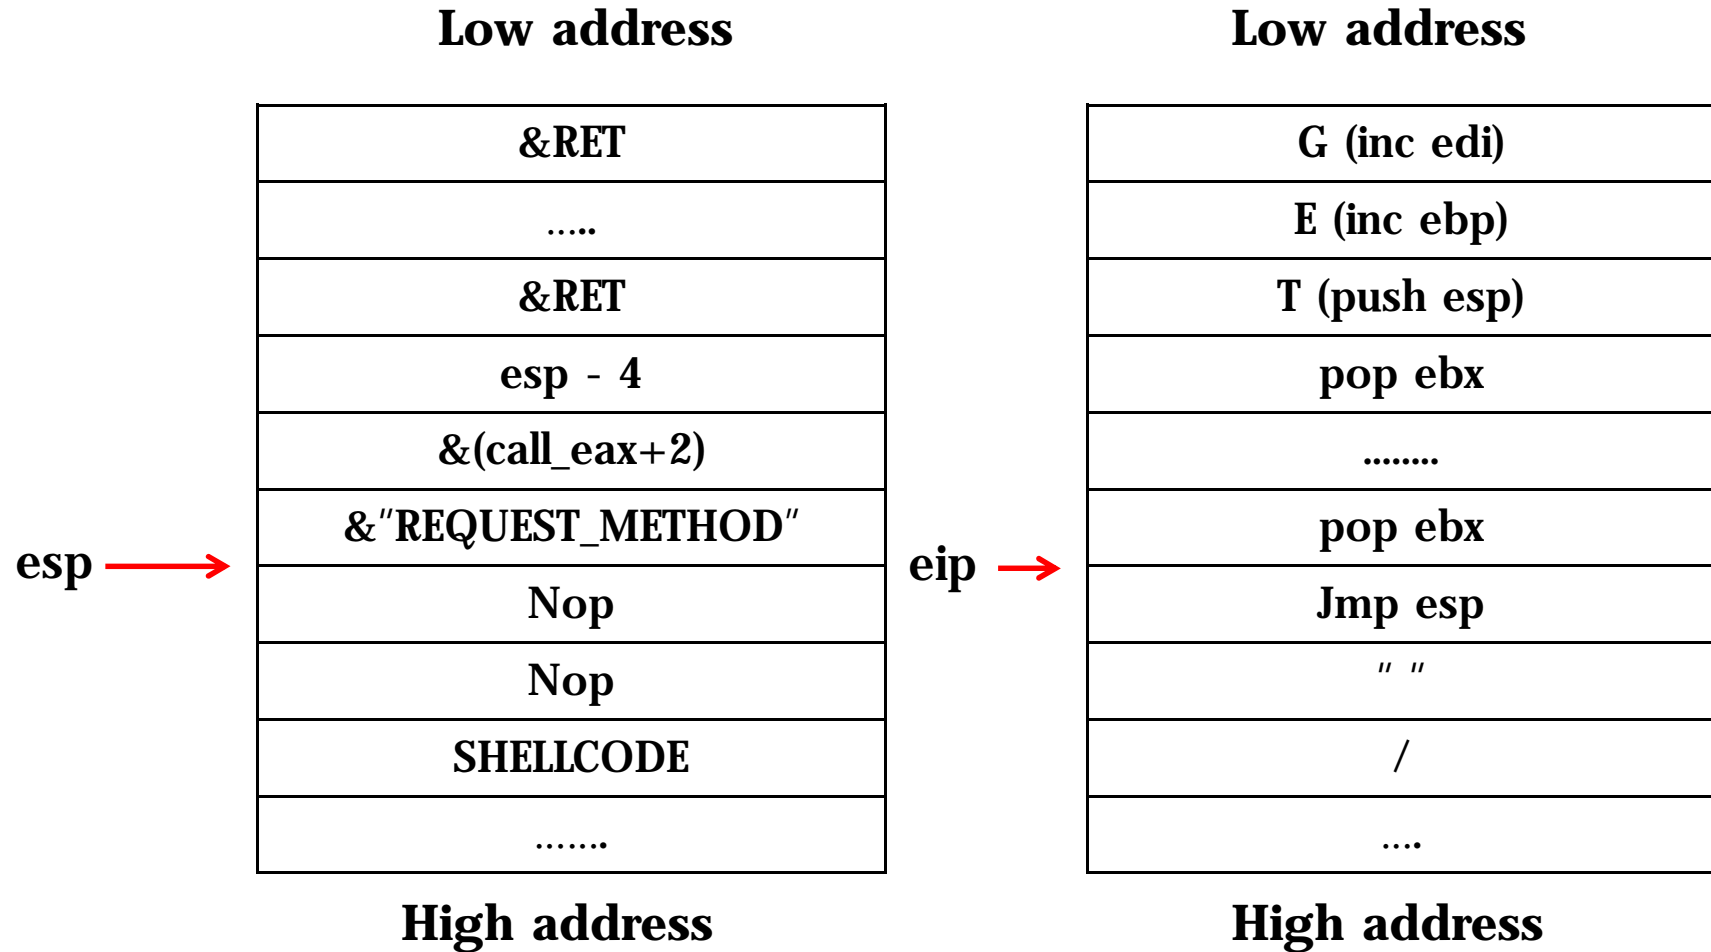 Low address
&RET
.....
&RET
esp - 4
&(call_eax+2)
&"REQUEST_METHOD"
esp
Nop
Nop
SHELLCODE
.......
High address
Low address
G (inc edi)
E (inc ebp)
T (push esp)
pop ebx
........
pop ebx
eip
Jmp esp
" "
/
....
High address